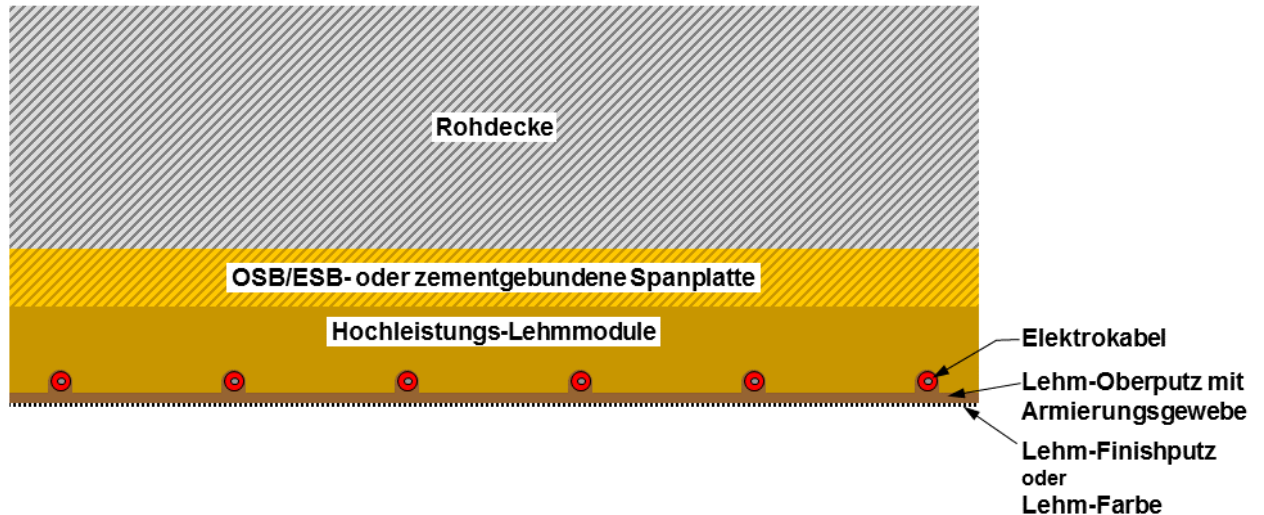 Rohdecke
OSB/ESB- oder zementgebundene Spanplatte
Hochleistungs-Lehmmodule
Elektrokabel
Lehm-Oberputz mit
Armierungsgewebe
Lehm-Finishputz
oder
Lehm-Farbe